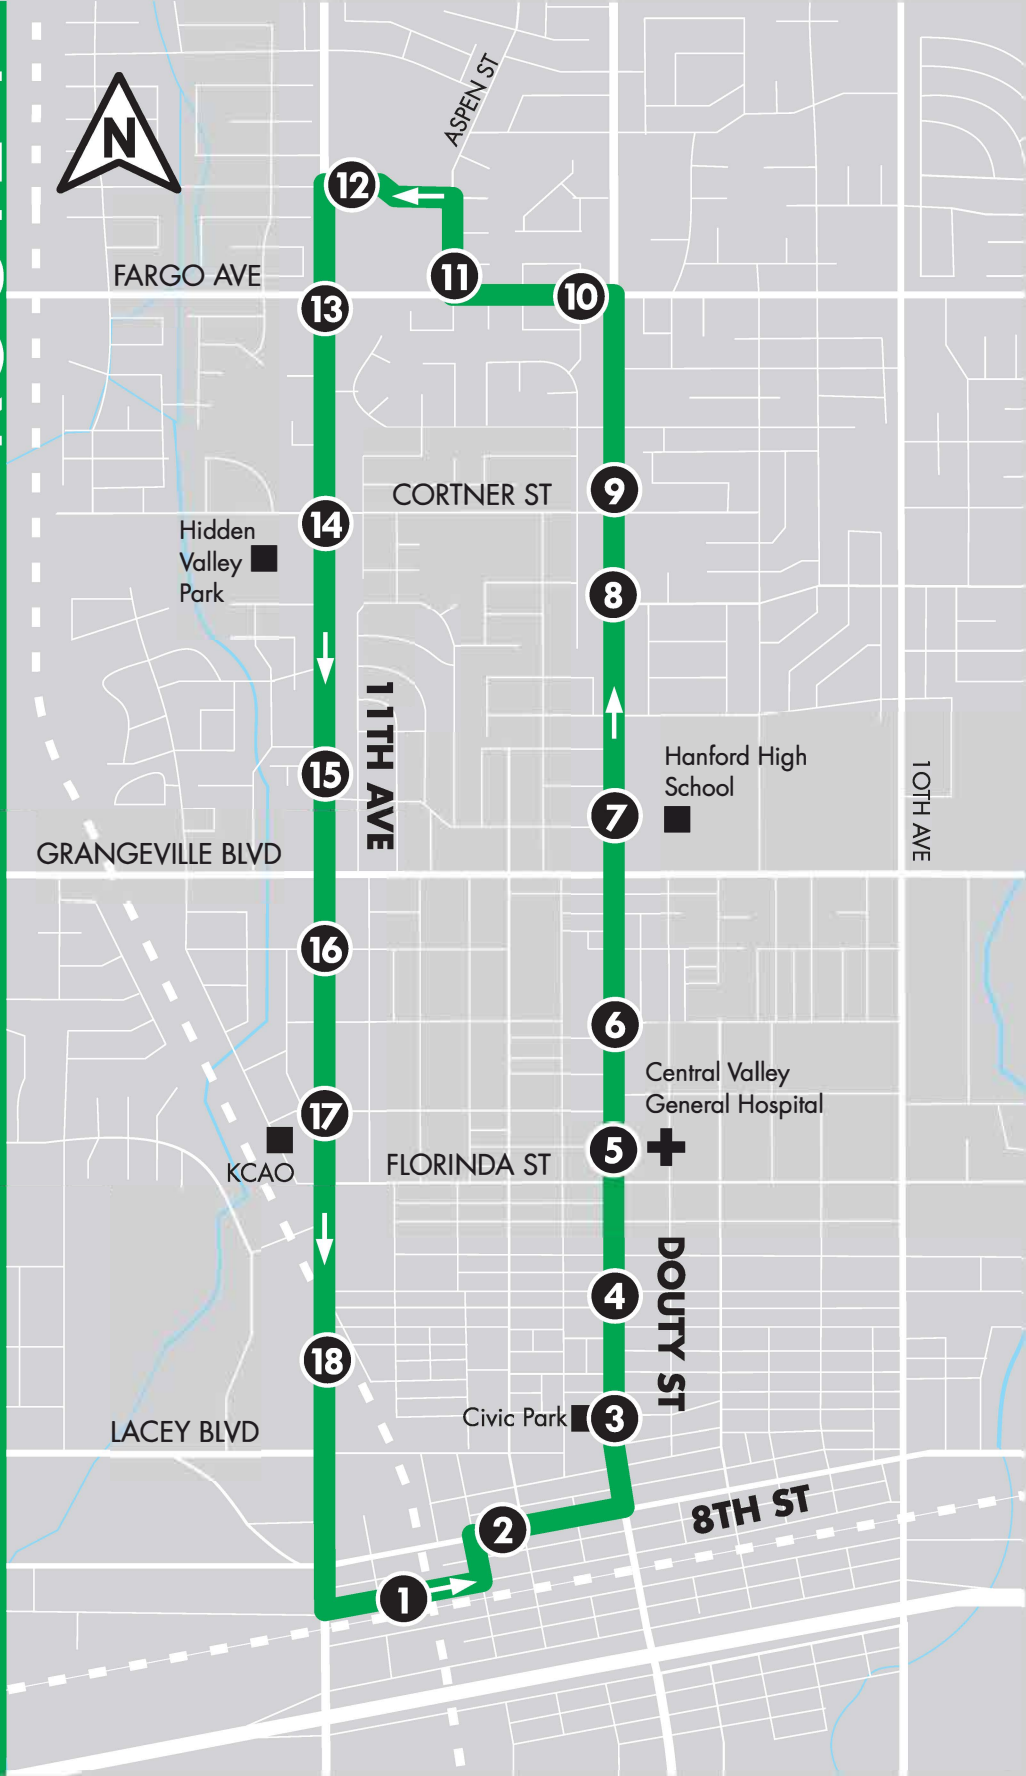 ASPEN ST
N
12
11
10
FARGO AVE
13
9
CORTNER ST
14
Hidden
Valley
Park
8
11TH AVE
15
Hanford High
School
7
10TH AVE
GRANGEVILLE BLVD
16
6
Central Valley
General Hospital
17
5
KCAO
FLORINDA ST
DOUTY ST
4
18
Civic Park
3
LACEY BLVD
8TH ST
2
1